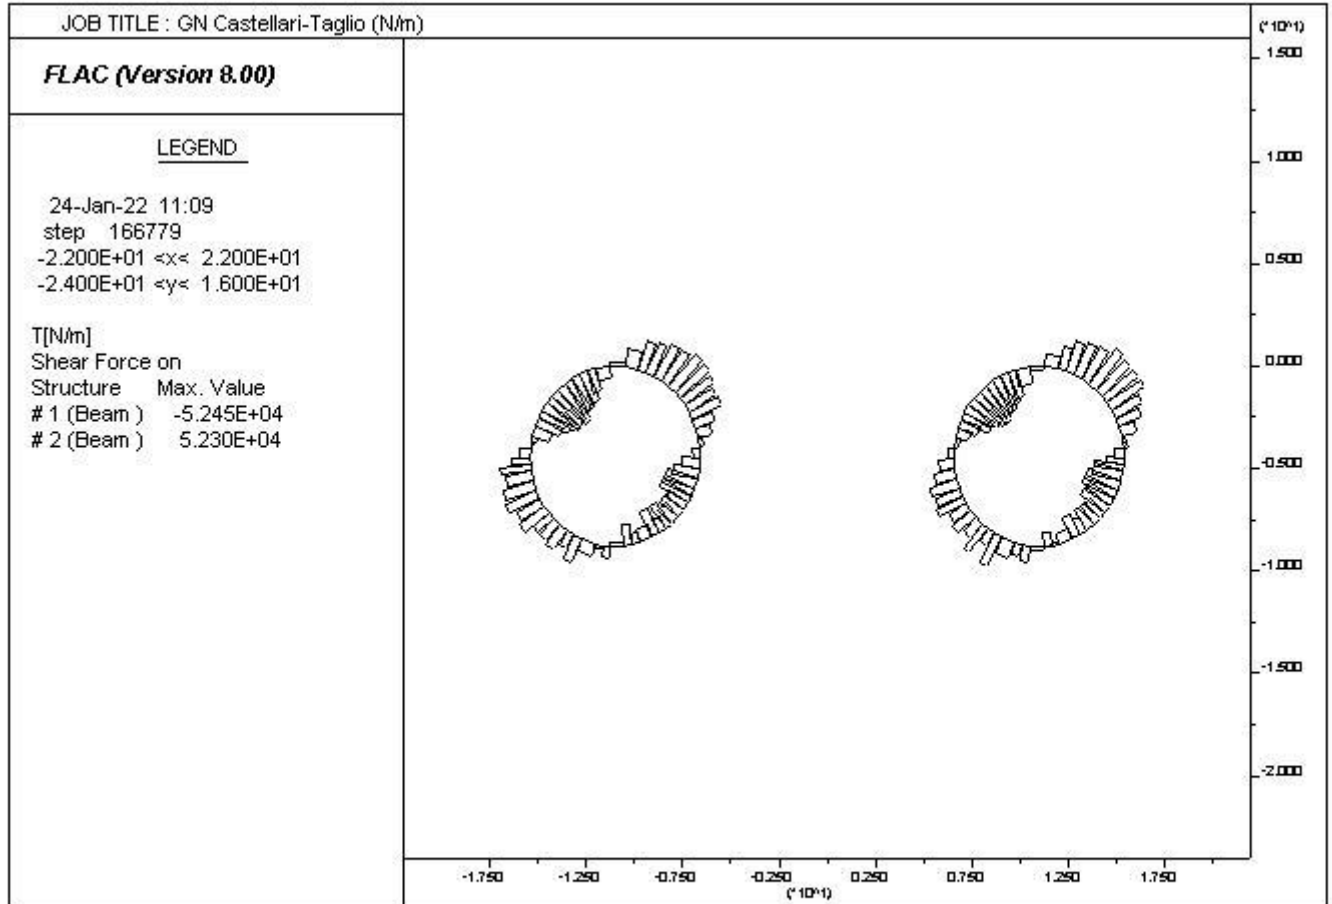 JOB TITLE : GN Castellari-Taglio (N/m)
FLAC (Version 8.00)
LEGEND
24-Jan-22 11:09
step 166779
-2.200E+01 <x< 2.200E+01
-2.400E+01 <y< 1.600E+01
T[N/m]
Shear Force on
Structure Max. Value
# 1 (Beam ) -5.245E+04
# 2 (Beam ) 5.230E+04
(*10^1)
1.500
1.000
0.500
0.000
-0.500
-1.000
-1.500
-2.000
-1.750 -1.250 -0.750 -0.250 0.250 0.750 1.250 1.750
(*10^1)